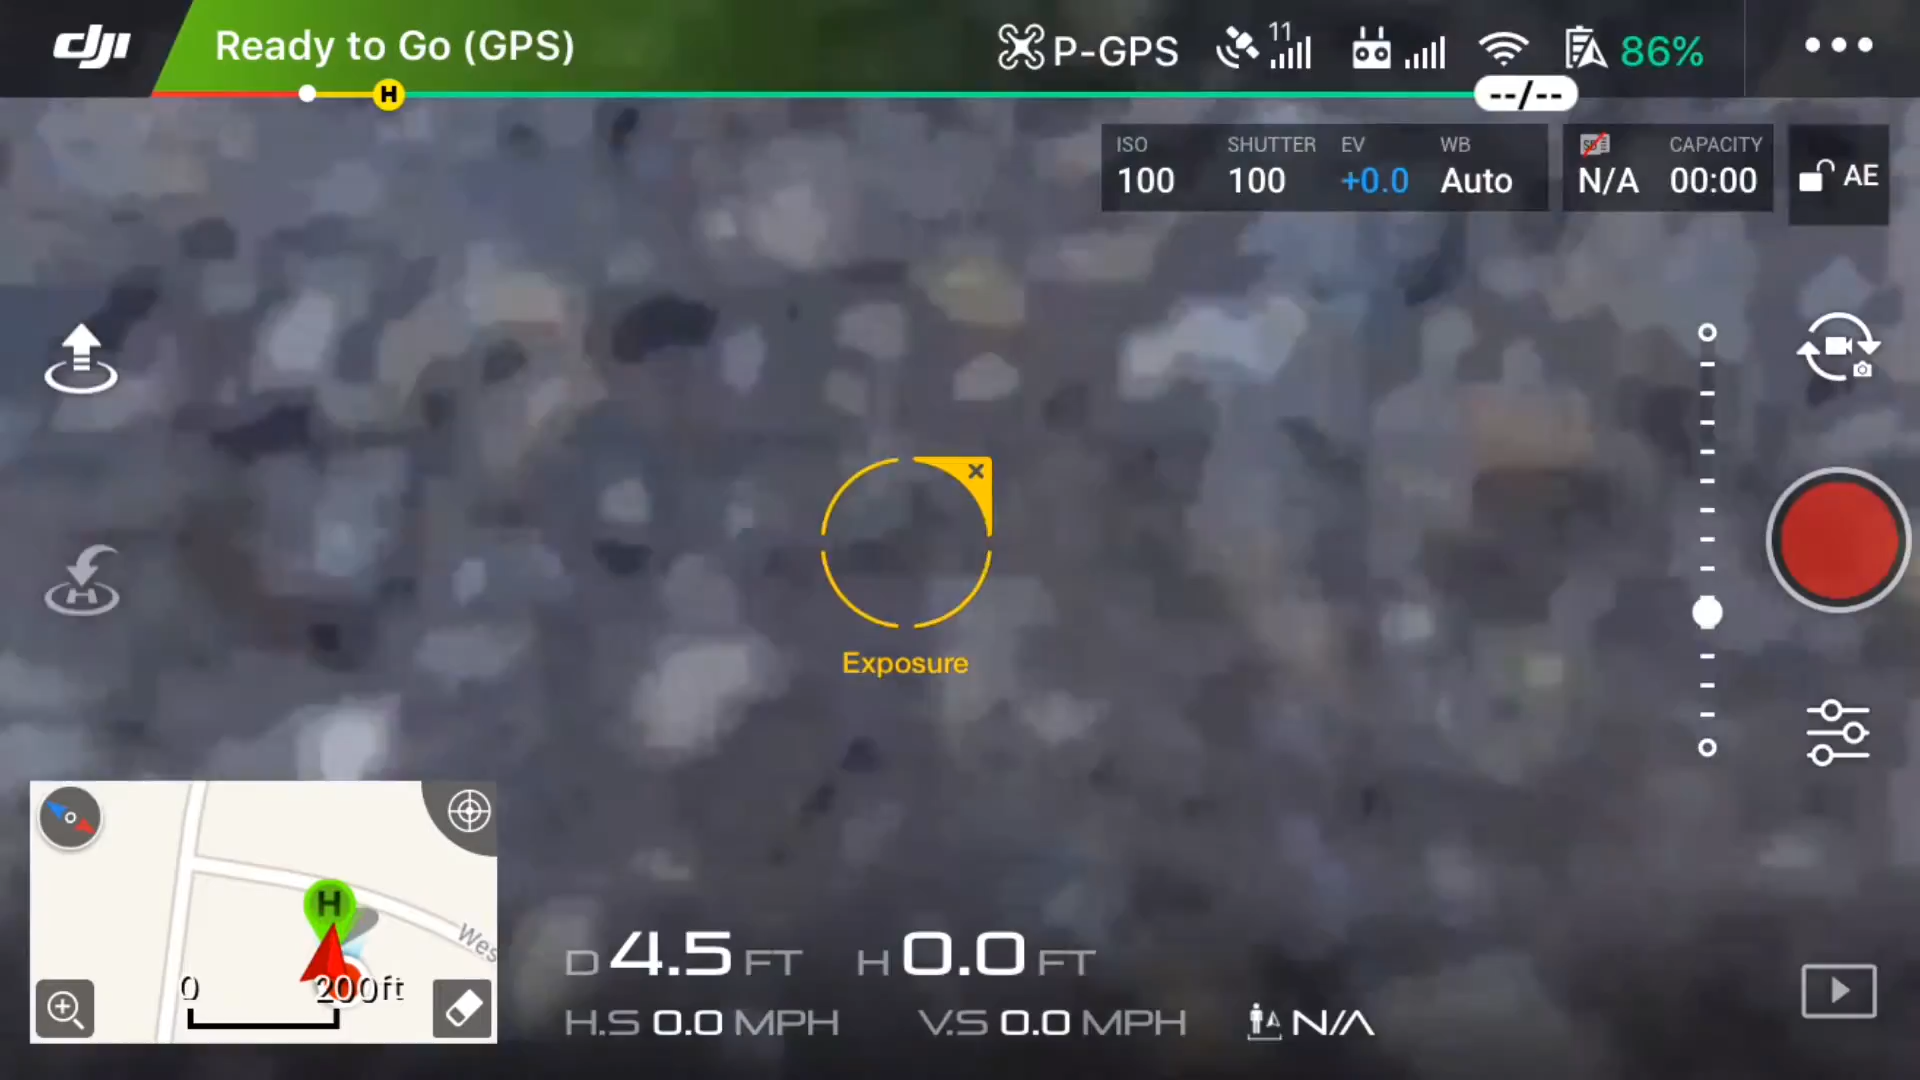 dji
Ready to Go (GPS)
P-GPS
11
86%
H
--/--
ISO
100
SHUTTER
100
EV
+0.0
WB
Auto
N/A
CAPACITY
00:00
AE
Exposure
H
Wes
0
200ft
D 4.5 FT
H 0.0 FT
H.S 0.0 MPH
V.S 0.0 MPH
N/A